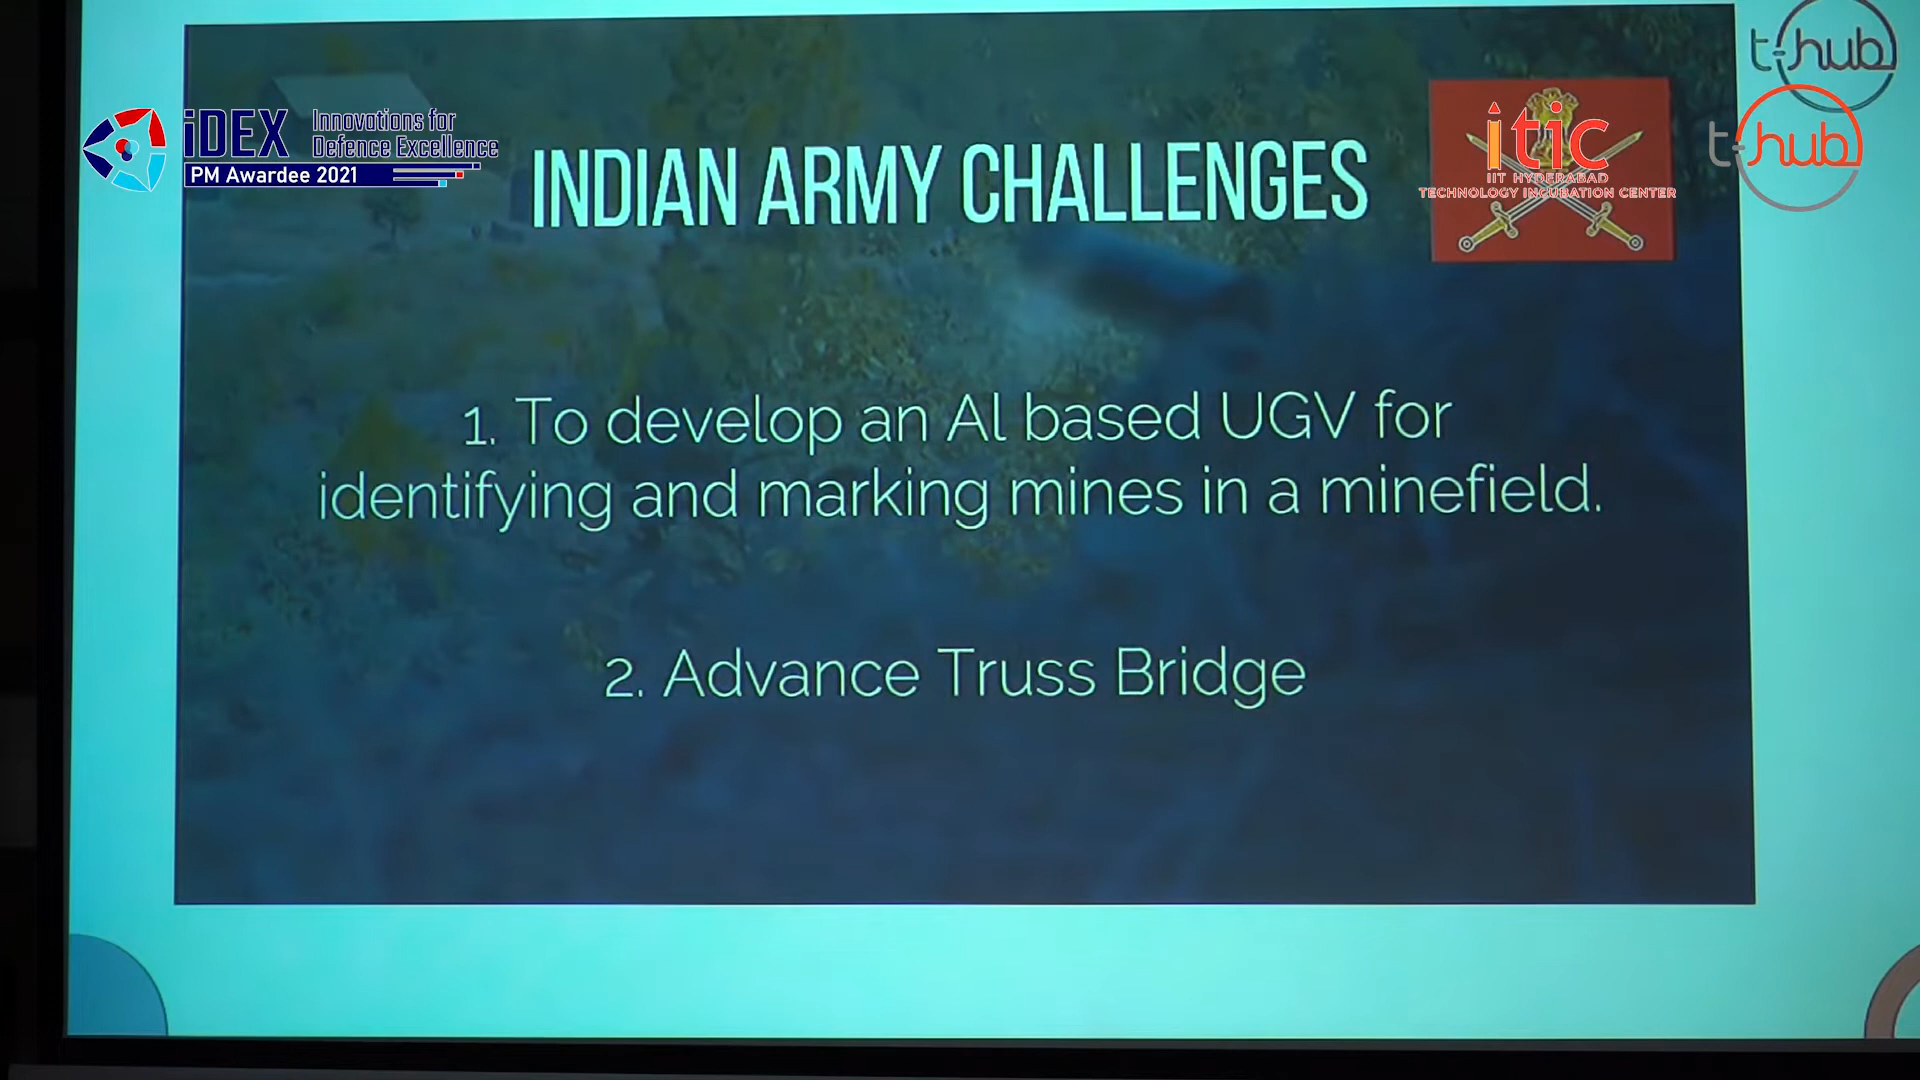 t-hub
iDEX
Innovations for
Defence Excellence
PM Awardee 2021
INDIAN ARMY CHALLENGES
itic
IIT HYDERABAD
TECHNOLOGY INCUBATION CENTER
t-hub
1. To develop an AI based UGV for
identifying and marking mines in a minefield.
2. Advance Truss Bridge